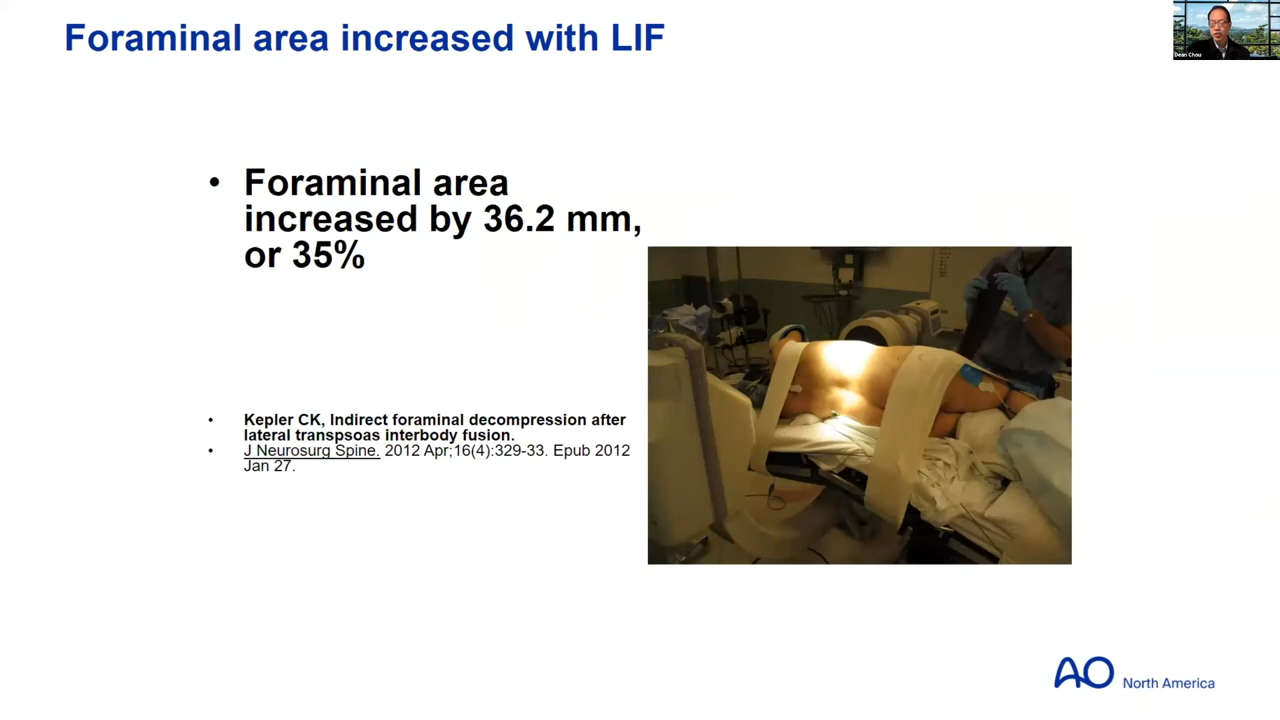 Foraminal area increased with LIF
Dean Chou
• Foraminal area
increased by 36.2 mm,
or 35%
• Kepler CK, Indirect foraminal decompression after
lateral transpsoas interbody fusion.
• J Neurosurg Spine. 2012 Apr;16(4):329-33. Epub 2012
Jan 27.
AO North America